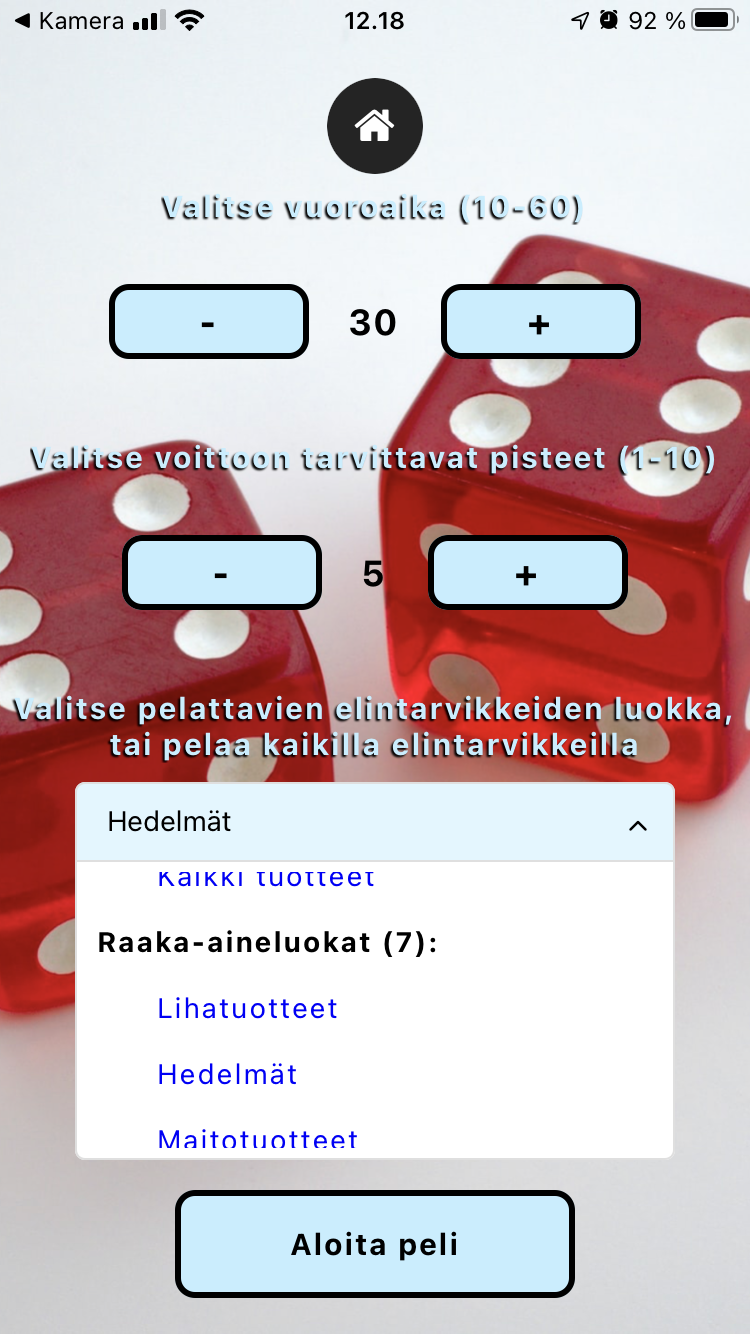 Kamera 12.18 92 %
Valitse vuoroaika (10-60)
- 30 +
Valitse voittoon tarvittavat pisteet (1-10)
- 5 +
Valitse pelattavien elintarvikkeiden luokka,
tai pelaa kaikilla elintarvikkeilla
Hedelmät
Kaikki tuotteet
Raaka-aineluokat (7):
Lihatuotteet
Hedelmät
Maitotuotteet
Aloita peli